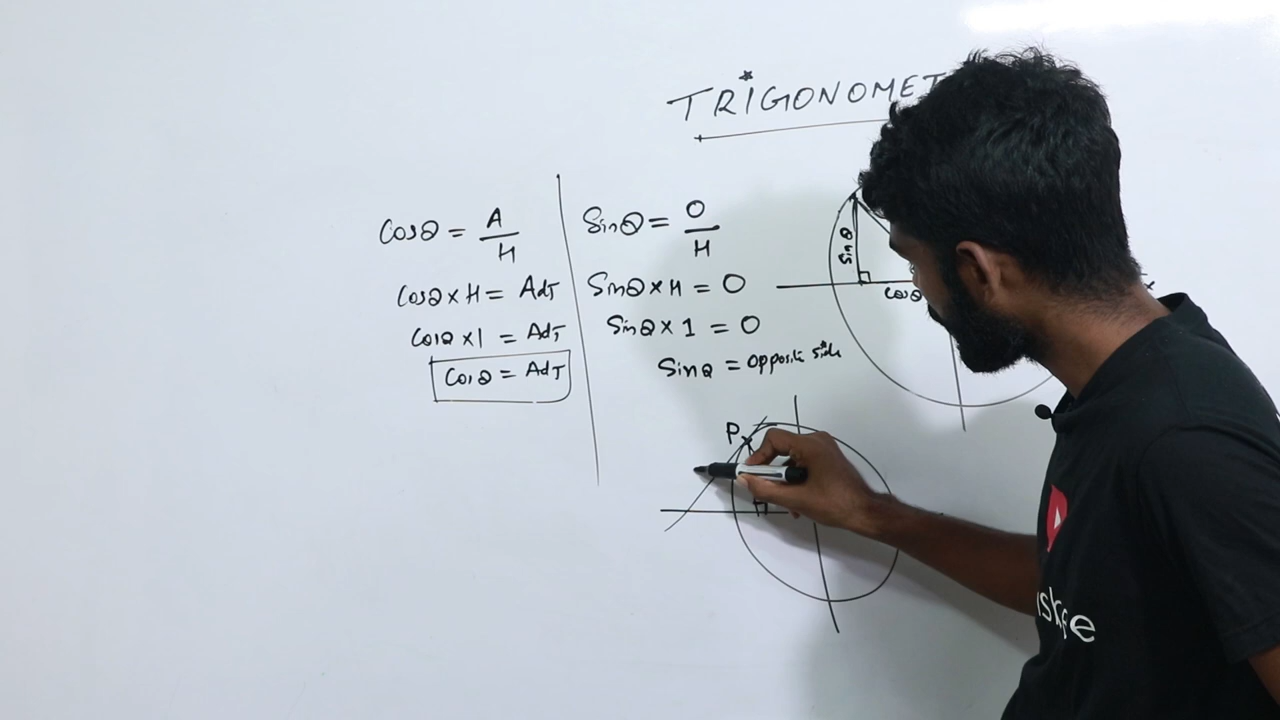 TRIGONOMET
Cosθ = A/H
Cosθ × H = Adj
Cosθ × 1 = Adj
Cosθ = Adj
Sinθ = O/H
Sinθ × H = O
Sinθ × 1 = O
Sinθ = opposite side
Sinθ
Cosθ
P